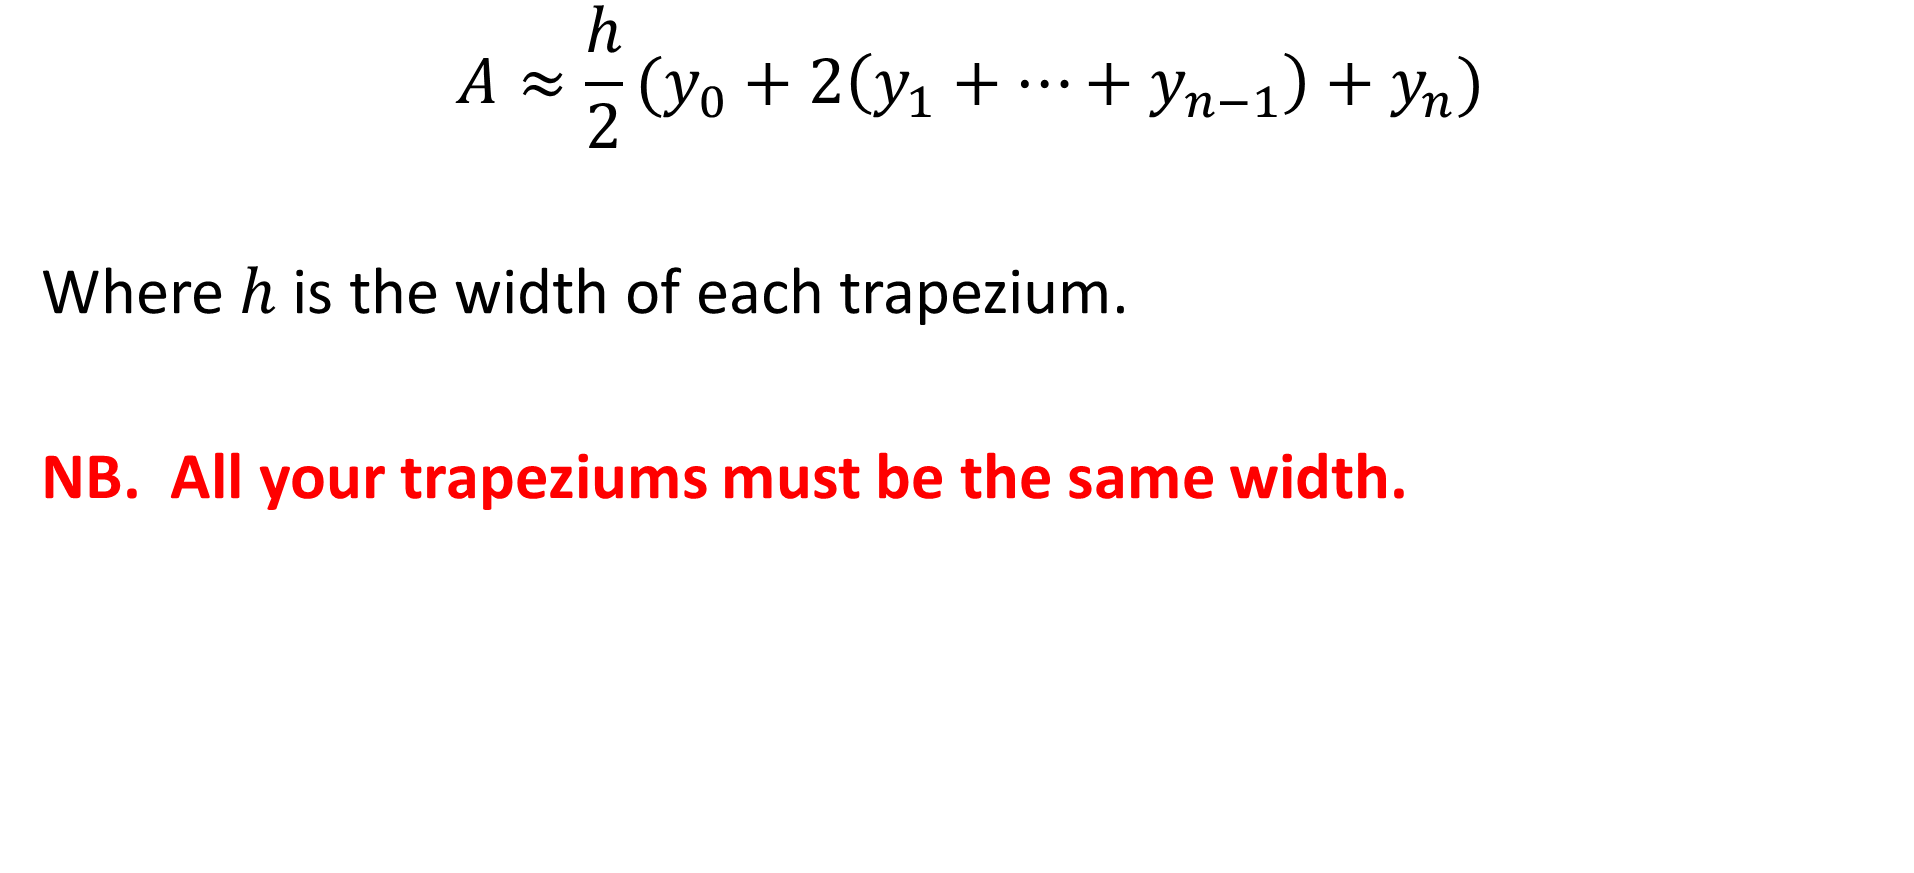 A ≈ h/2 (y₀ + 2(y₁ + ⋯ + yₙ₋₁) + yₙ)
Where h is the width of each trapezium.
NB. All your trapeziums must be the same width.